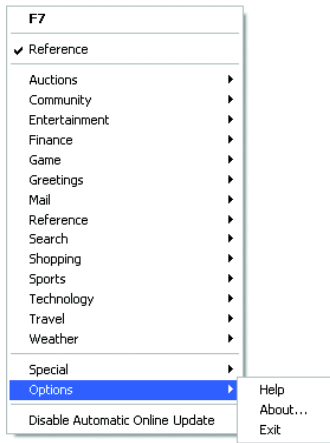 F7
Reference
Auctions
Community
Entertainment
Finance
Game
Greetings
Mail
Reference
Search
Shopping
Sports
Technology
Travel
Weather
Special
Options
Help
About...
Exit
Disable Automatic Online Update